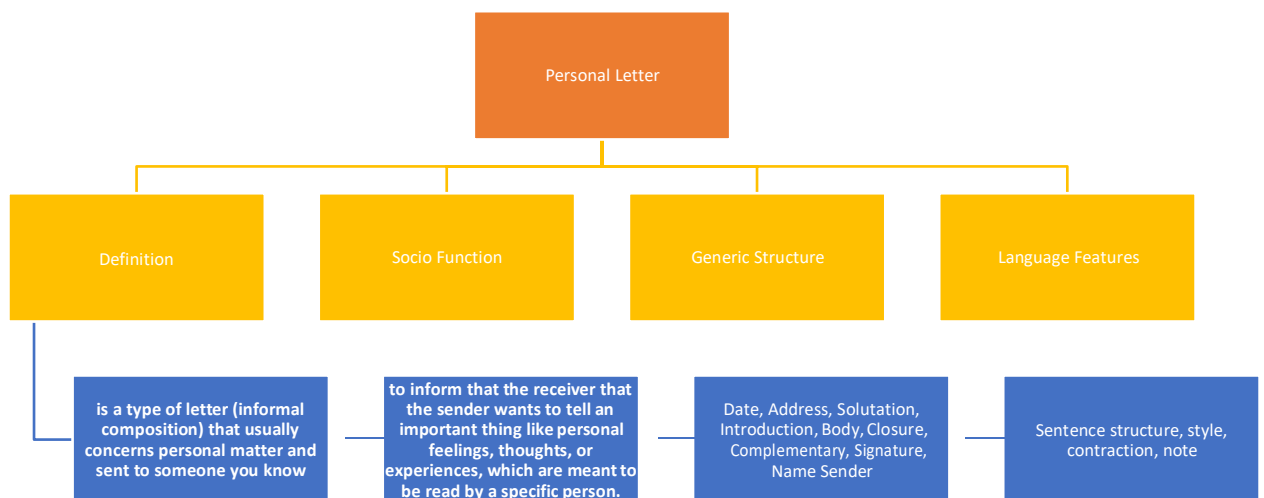 Personal Letter
Definition
Socio Function
Generic Structure
Language Features
is a type of letter (informal
composition) that usually
concerns personal matter and
sent to someone you know
to inform that the receiver that
the sender wants to tell an
important thing like personal
feelings, thoughts, or
experiences, which are meant to
be read by a specific person.
Date, Address, Solutation,
Introduction, Body, Closure,
Complementary, Signature,
Name Sender
Sentence structure, style,
contraction, note